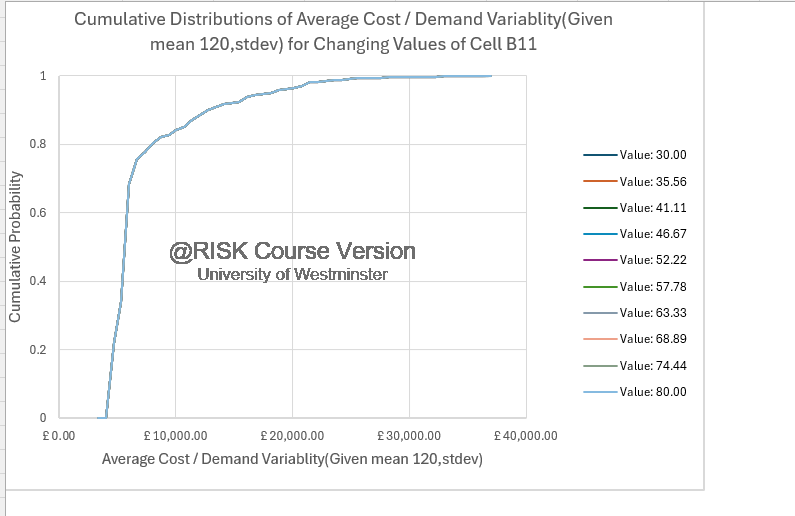 Cumulative Distributions of Average Cost / Demand Variablity(Given
mean 120,stdev) for Changing Values of Cell B11
Cumulative Probability
1
0.8
0.6
0.4
0.2
0
£0.00
£10,000.00
£20,000.00
£30,000.00
£40,000.00
Average Cost / Demand Variablity(Given mean 120,stdev)
@RISK Course Version
University of Westminster
Value: 30.00
Value: 35.56
Value: 41.11
Value: 46.67
Value: 52.22
Value: 57.78
Value: 63.33
Value: 68.89
Value: 74.44
Value: 80.00